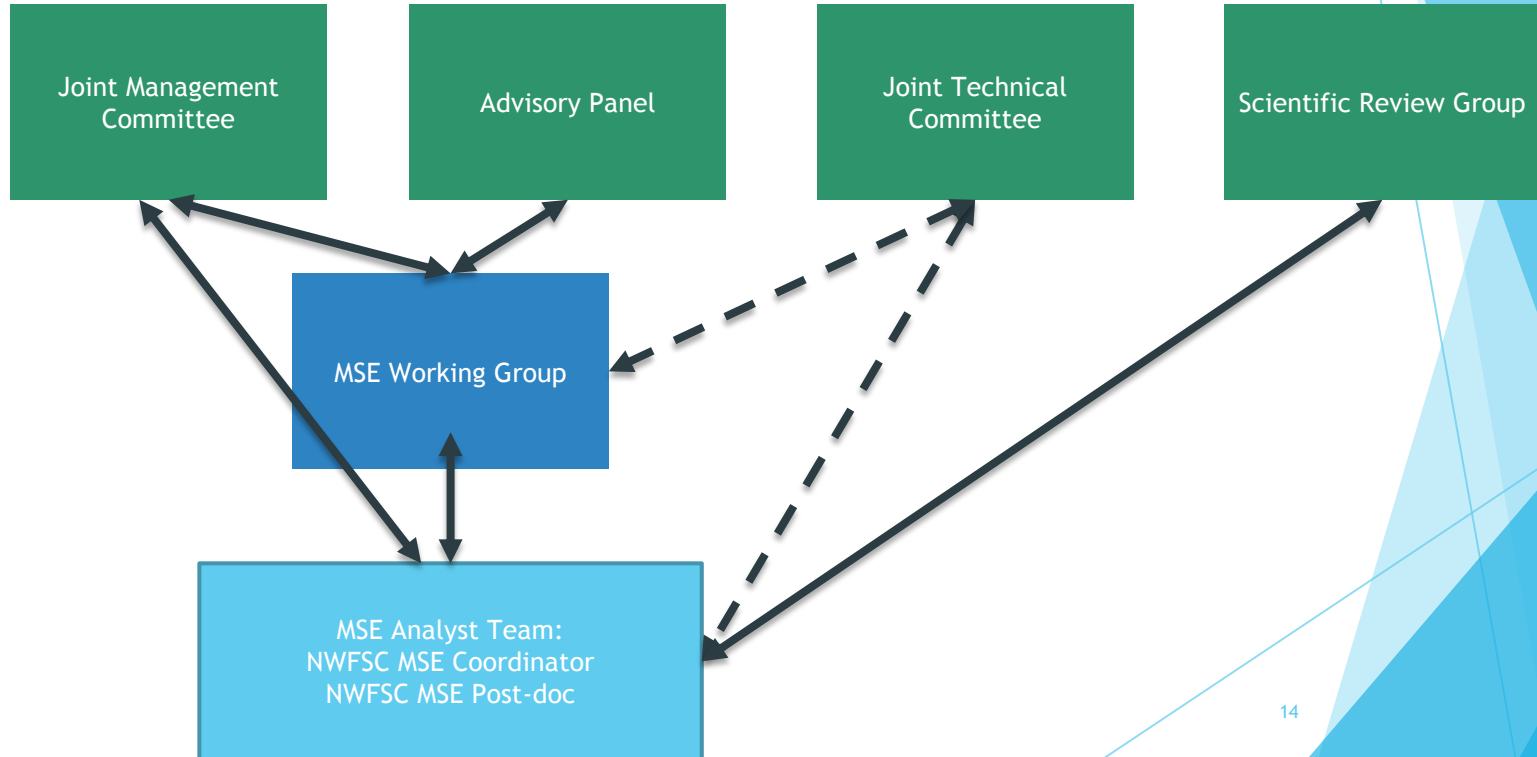 Joint Management
Committee
Advisory Panel
Joint Technical
Committee
Scientific Review Group
MSE Working Group
MSE Analyst Team:
NWFSC MSE Coordinator
NWFSC MSE Post-doc
14